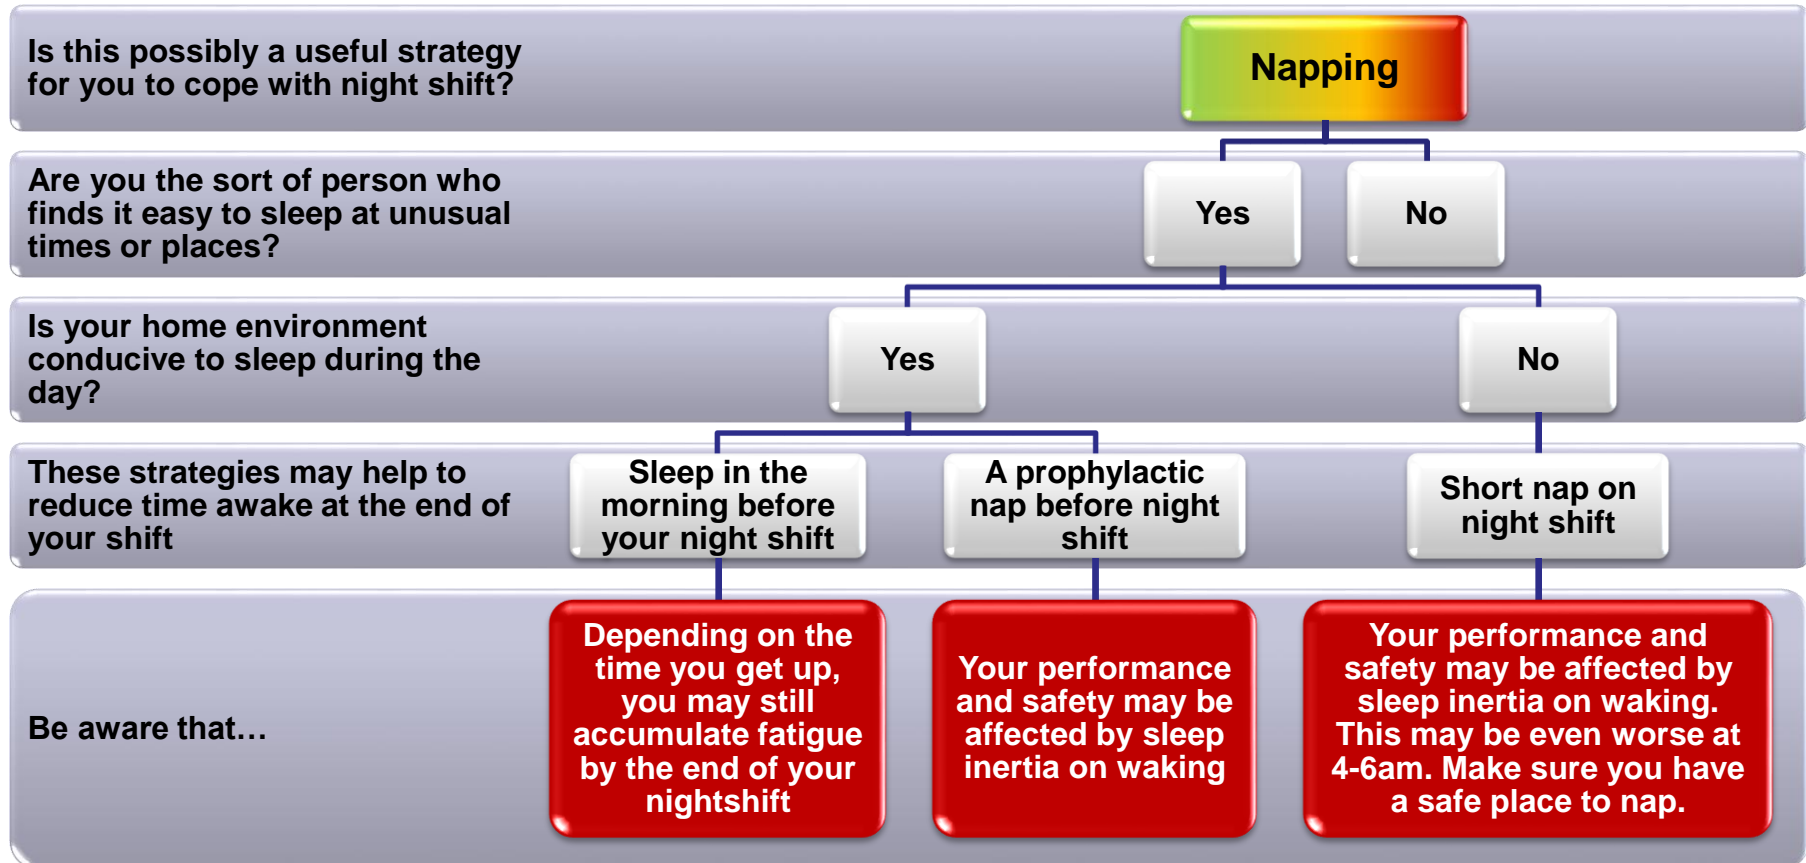 Is this possibly a useful strategy
for you to cope with night shift?
Napping
Are you the sort of person who
finds it easy to sleep at unusual
times or places?
Yes
No
Is your home environment
conducive to sleep during the
day?
Yes
No
These strategies may help to
reduce time awake at the end of
your shift
Sleep in the
morning before
your night shift
A prophylactic
nap before night
shift
Short nap on
night shift
Be aware that…
Depending on the
time you get up,
you may still
accumulate fatigue
by the end of your
nightshift
Your performance
and safety may be
affected by sleep
inertia on waking
Your performance and
safety may be affected by
sleep inertia on waking.
This may be even worse at
4-6am. Make sure you have
a safe place to nap.